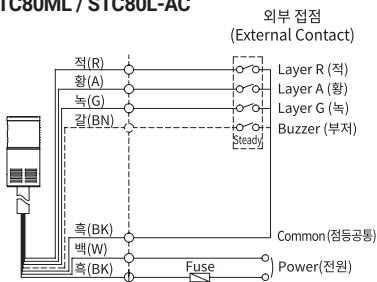 TC80ML / STC80L-AC
외부 접점
(External Contact)
적(R)
황(A)
녹(G)
갈(BN)
Layer R (적)
Layer A (황)
Layer G (녹)
Buzzer (부저)
Steady
흑(BK)
Common (점등공통)
백(W)
흑(BK)
Fuse
Power(전원)